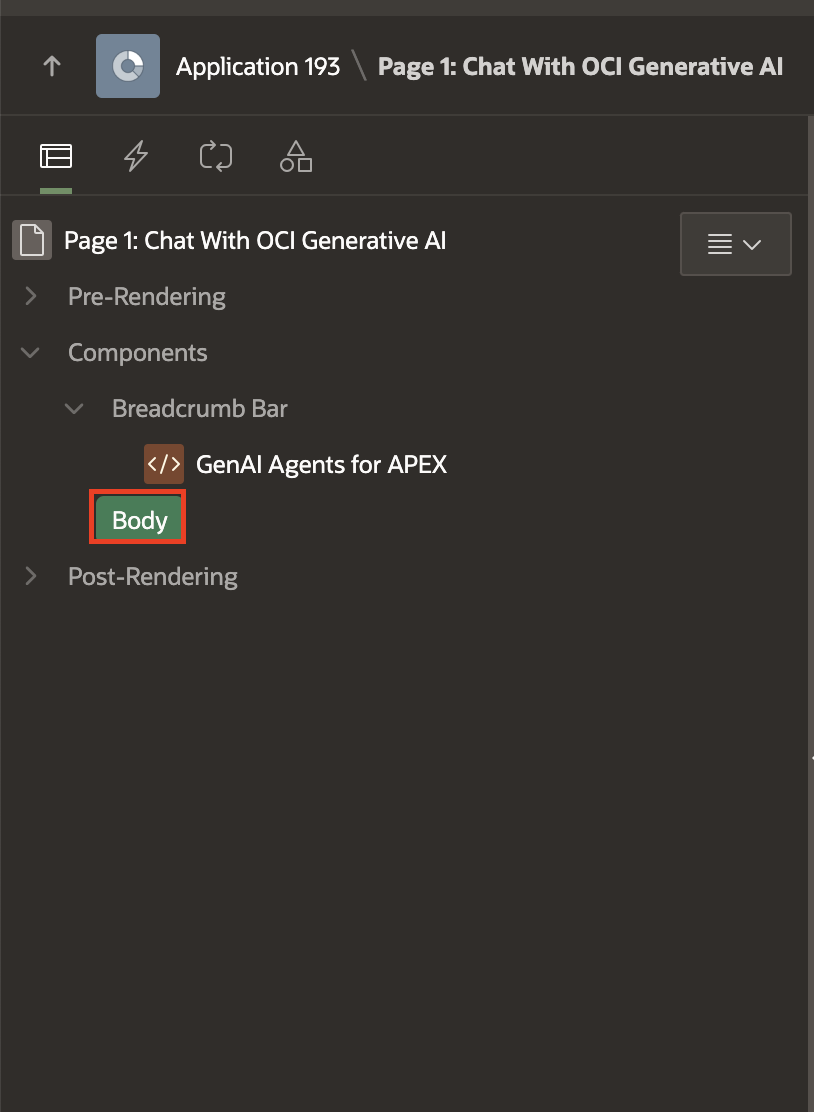 Application 193 \ Page 1: Chat With OCI Generative AI
Page 1: Chat With OCI Generative AI
Pre-Rendering
Components
Breadcrumb Bar
</> GenAI Agents for APEX
Body
Post-Rendering